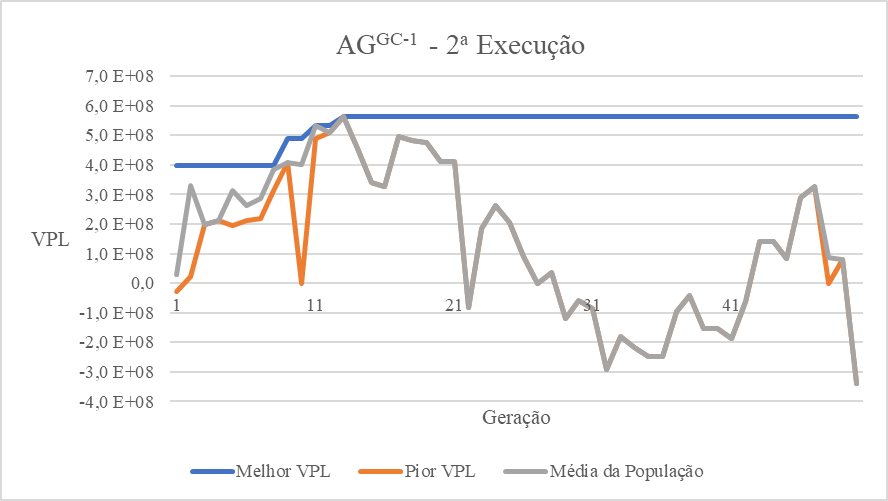 AGGC-1 - 2ª Execução
7,0 E+08
6,0 E+08
5,0 E+08
4,0 E+08
3,0 E+08
2,0 E+08
1,0 E+08
0,0
-1,0 E+08
-2,0 E+08
-3,0 E+08
-4,0 E+08
VPL
1 11 21 31 41
Geração
Melhor VPL Pior VPL Média da População